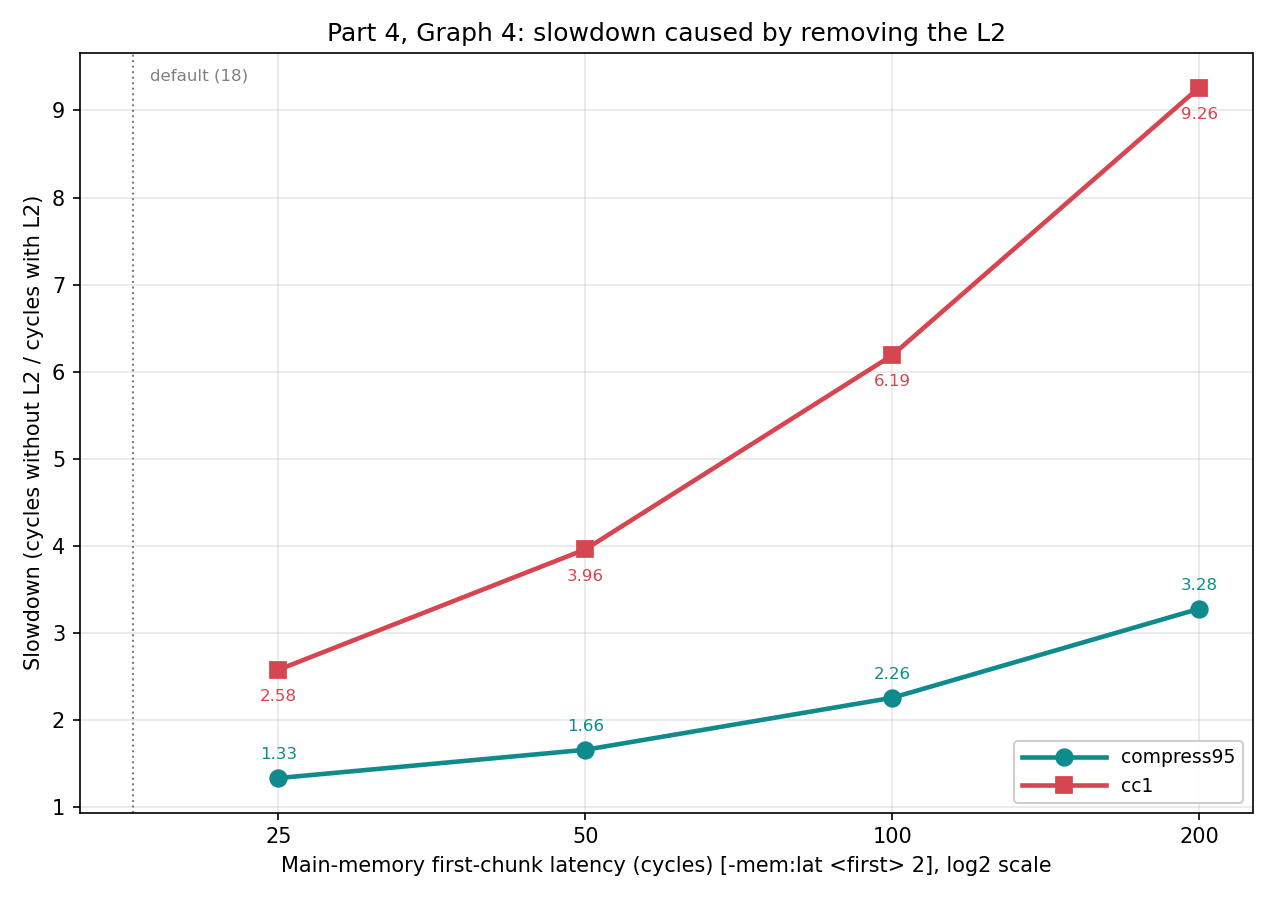 Part 4, Graph 4: slowdown caused by removing the L2
default (18)
Slowdown (cycles without L2 / cycles with L2)
9
8
7
6
5
4
3
2
1
9.26
6.19
3.96
2.58
3.28
2.26
1.66
1.33
compress95
cc1
25 50 100 200
Main-memory first-chunk latency (cycles) [-mem:lat <first> 2], log2 scale